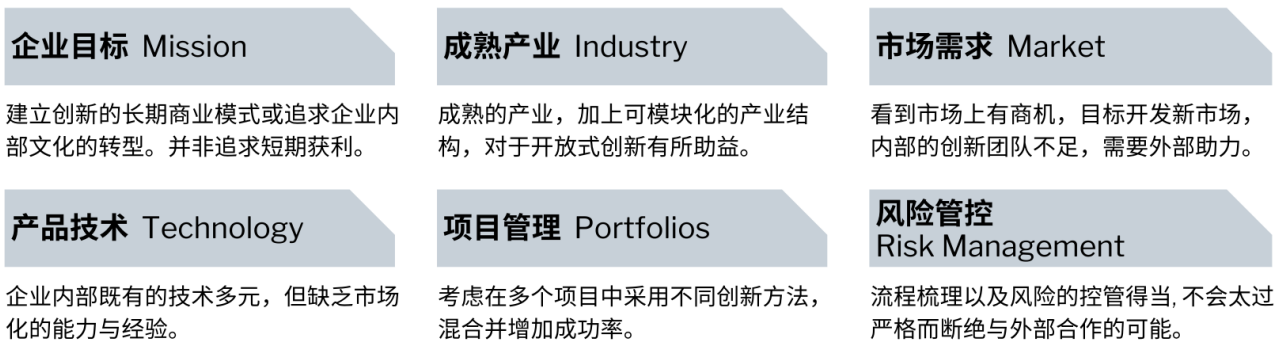 企业目标 Mission
建立创新的长期商业模式或追求企业内
部文化的转型。并非追求短期获利。
成熟产业 Industry
成熟的产业，加上可模块化的产业结
构，对于开放式创新有所助益。
市场需求 Market
看到市场上有商机，目标开发新市场，
内部的创新团队不足，需要外部助力。
产品技术 Technology
企业内部既有的技术多元，但缺乏市场
化的能力与经验。
项目管理 Portfolios
考虑在多个项目中采用不同创新方法，
混合并增加成功率。
风险管控
Risk Management
流程梳理以及风险的控管得当, 不会太过
严格而断绝与外部合作的可能。